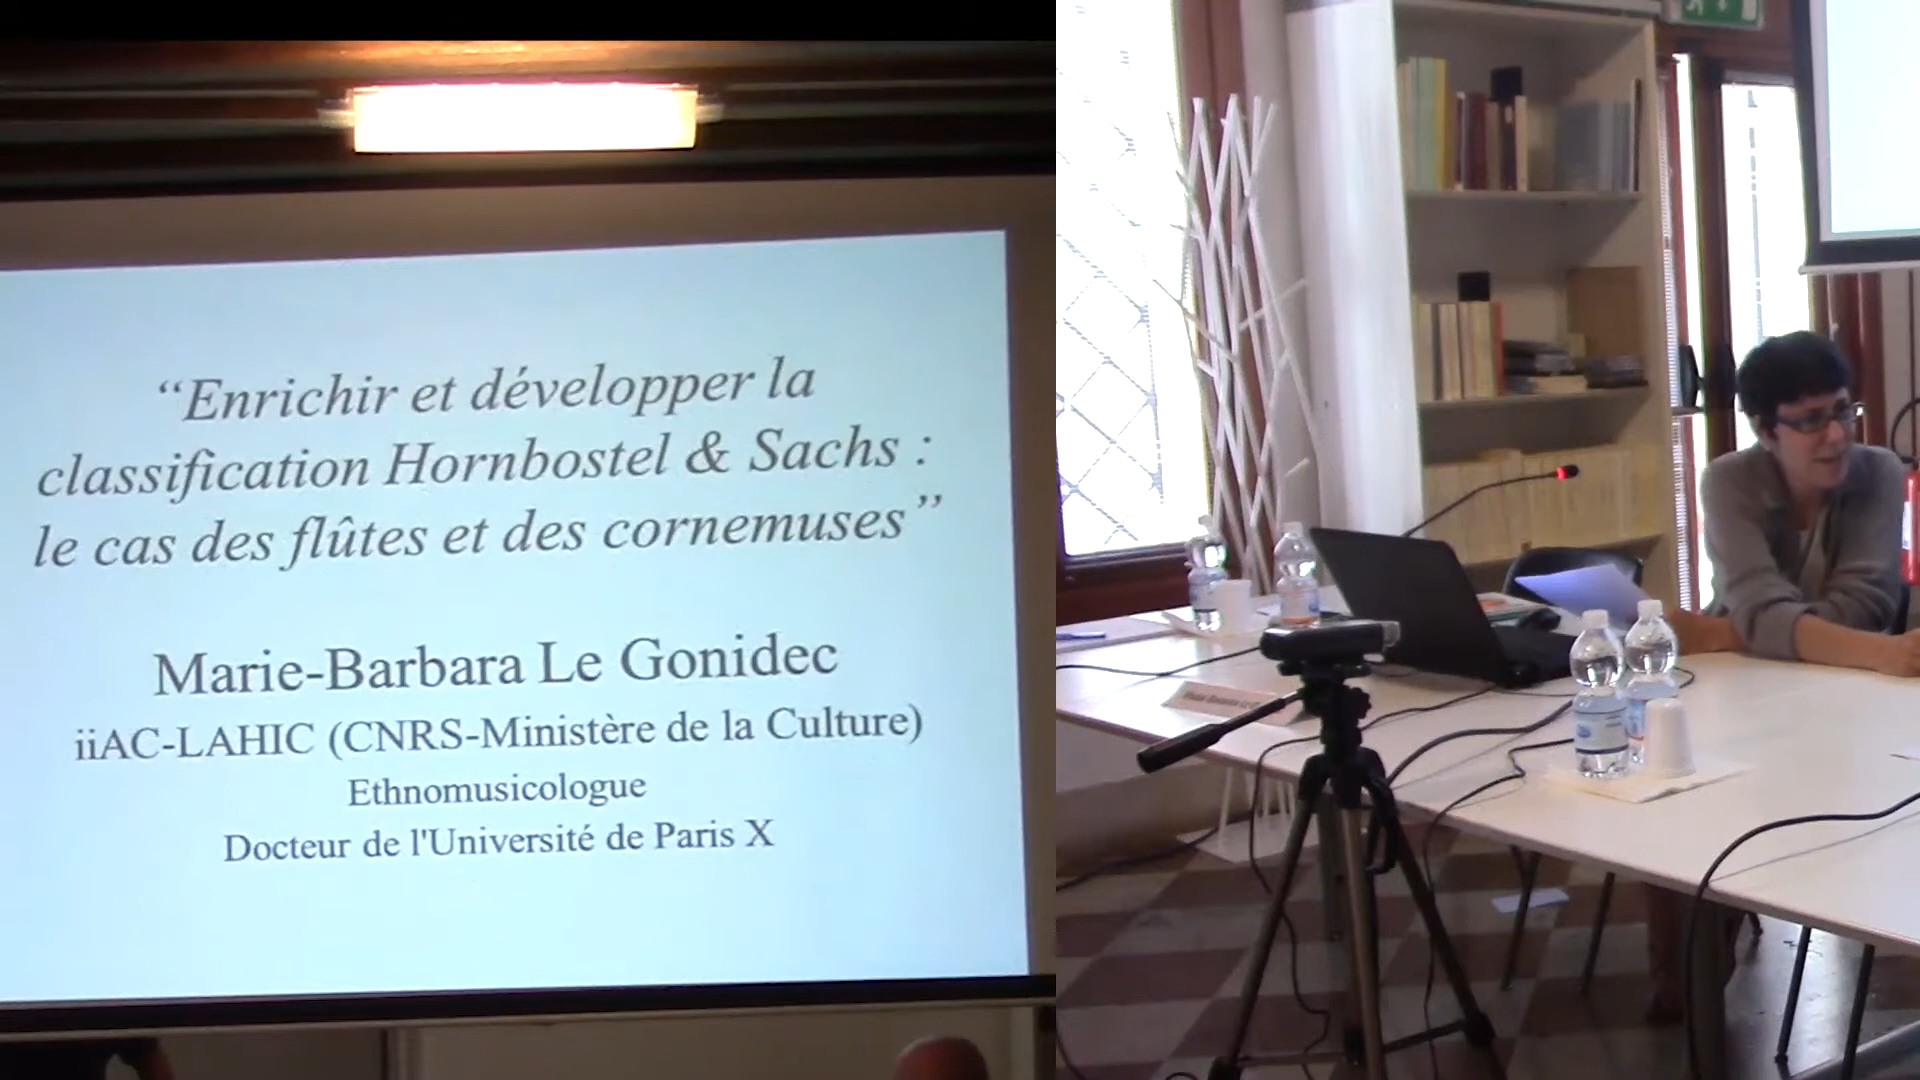 “Enrichir et développer la
classification Hornbostel & Sachs :
le cas des flûtes et des cornemuses”
Marie-Barbara Le Gonidec
iiAC-LAHIC (CNRS-Ministère de la Culture)
Ethnomusicologue
Docteur de l'Université de Paris X